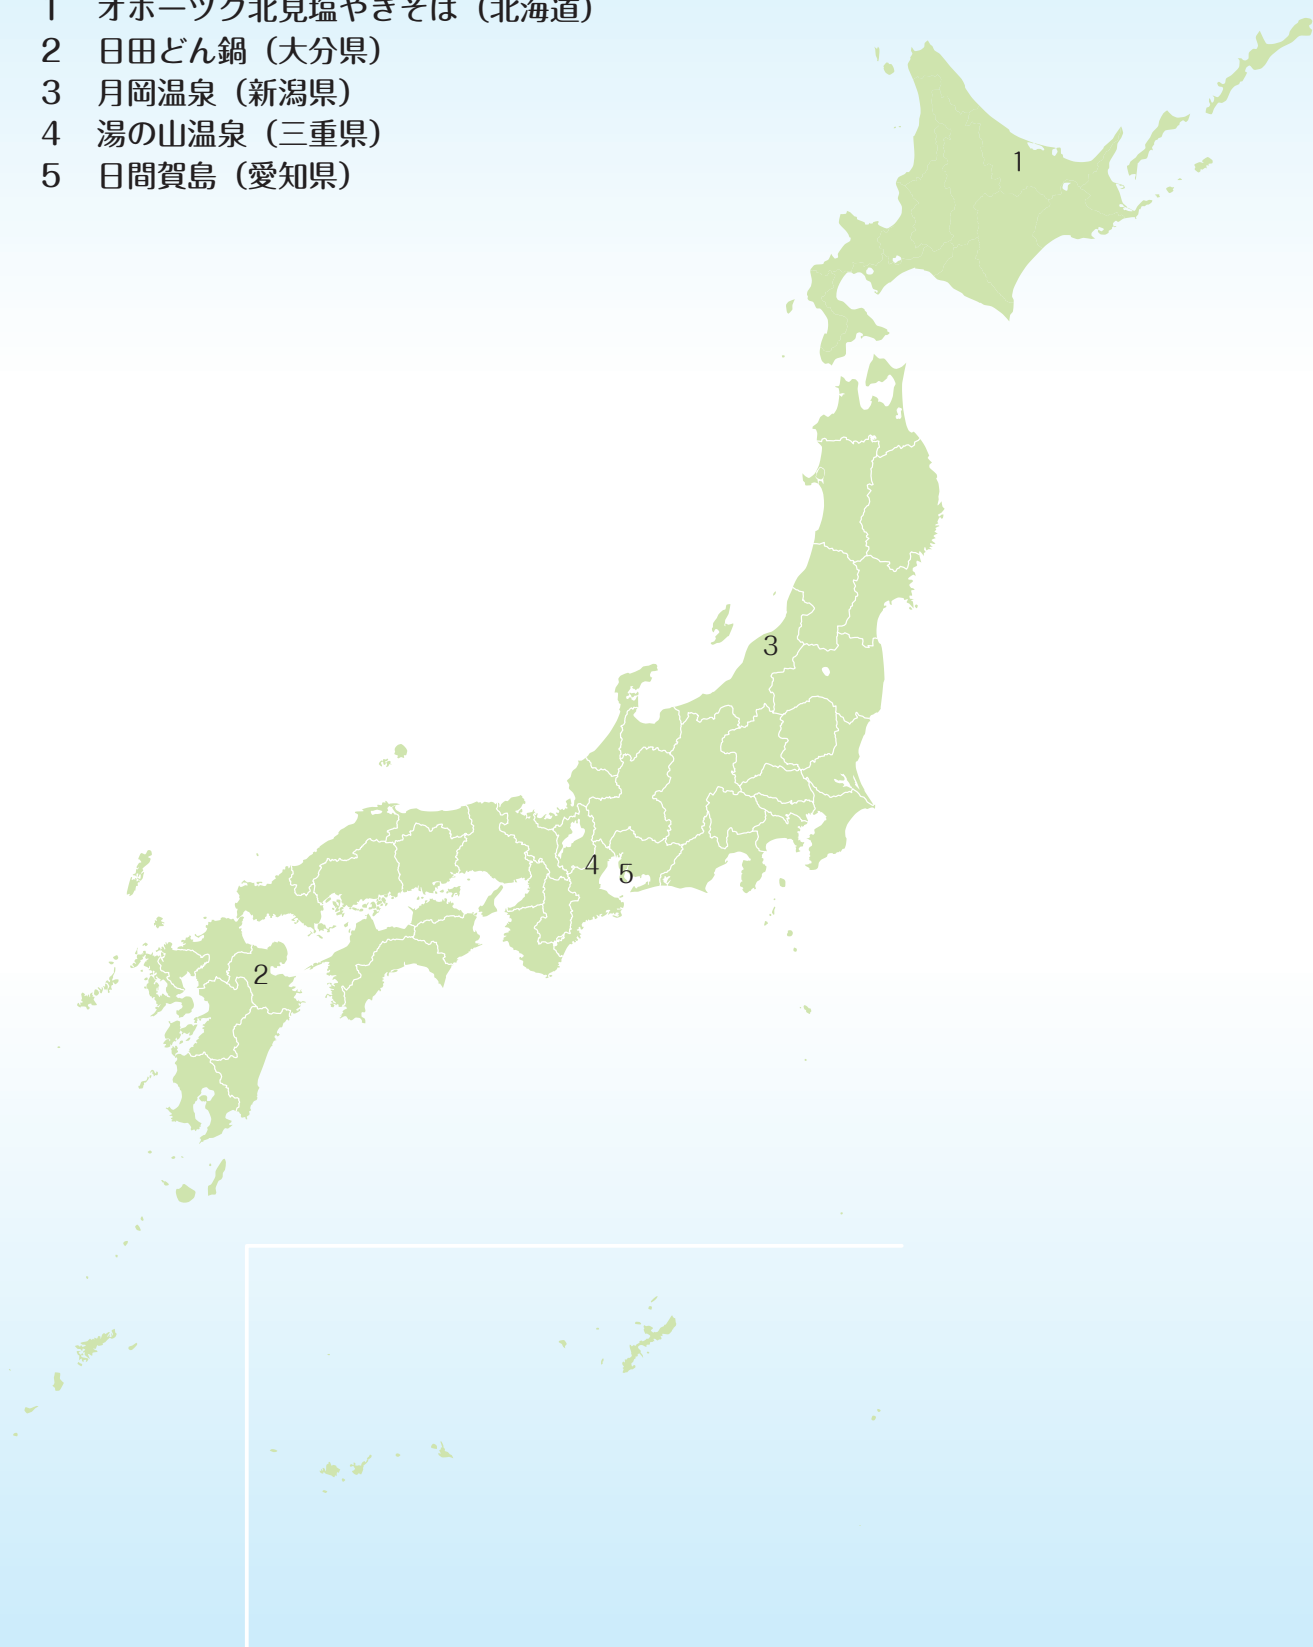 1 オホーツク北見塩やきそば（北海道）
2 日田どん鍋（大分県）
3 月岡温泉（新潟県）
4 湯の山温泉（三重県）
5 日間賀島（愛知県）
1
3
4
5
2